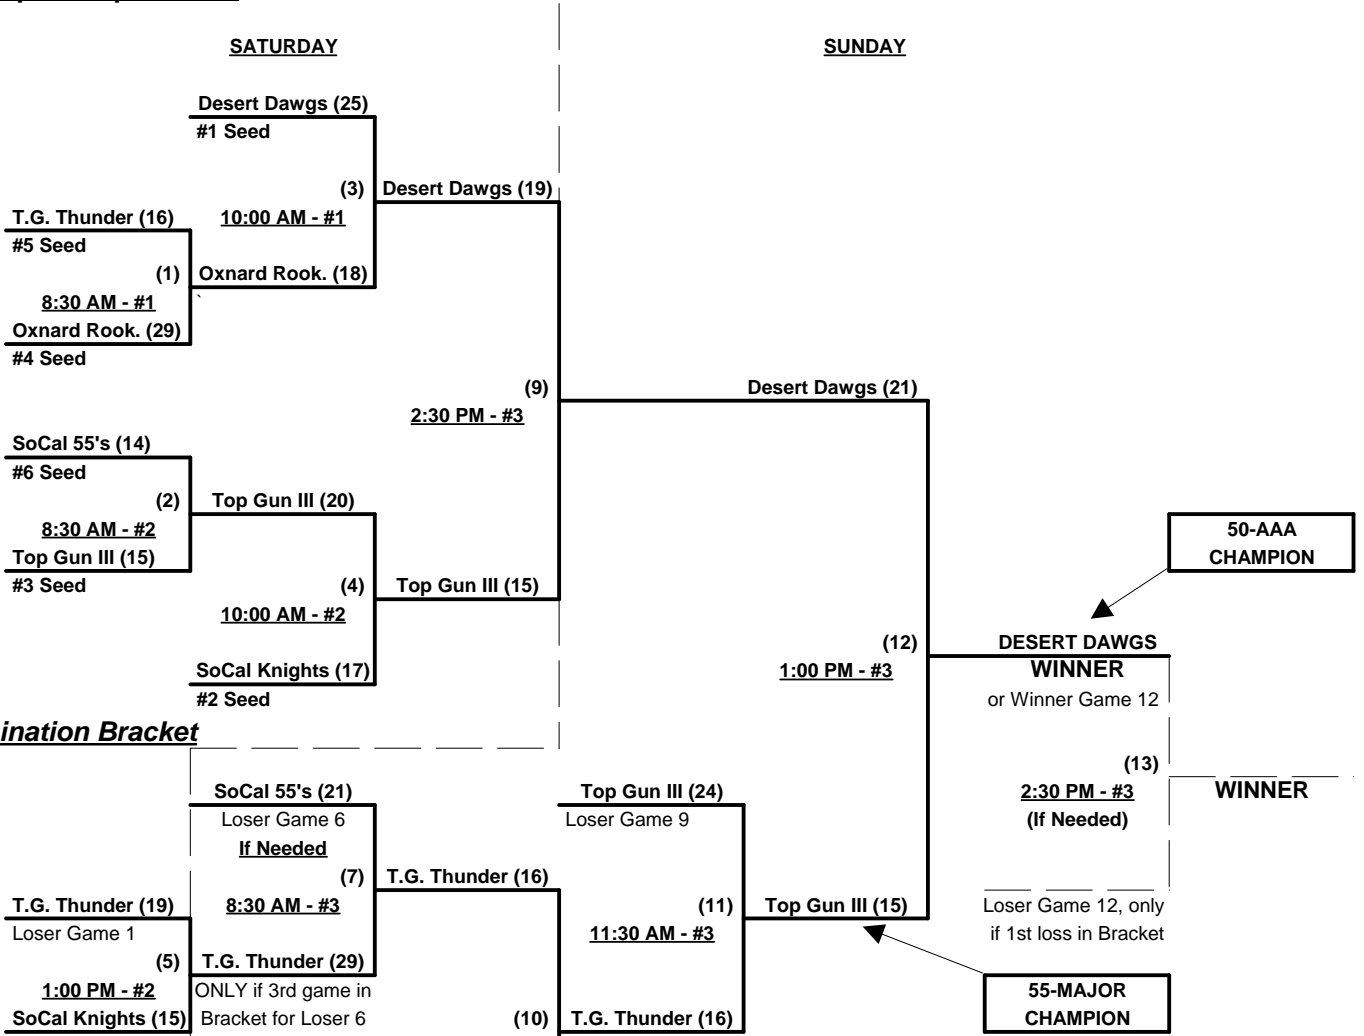 SATURDAY
SUNDAY
Desert Dawgs (25)
#1 Seed
(3)
Desert Dawgs (19)
10:00 AM - #1
T.G. Thunder (16)
#5 Seed
(1)
Oxnard Rook. (18)
8:30 AM - #1
`
Oxnard Rook. (29)
#4 Seed
(9)
Desert Dawgs (21)
2:30 PM - #3
SoCal 55's (14)
#6 Seed
(2)
Top Gun III (20)
8:30 AM - #2
Top Gun III (15)
#3 Seed
(4)
Top Gun III (15)
10:00 AM - #2
SoCal Knights (17)
#2 Seed
50-AAA
CHAMPION
(12)
1:00 PM - #3
DESERT DAWGS
WINNER
or Winner Game 12
(13)
2:30 PM - #3
(If Needed)
WINNER
Loser Game 12, only
if 1st loss in Bracket
ination Bracket
SoCal 55's (21)
Loser Game 6
If Needed
(7)
T.G. Thunder (16)
8:30 AM - #3
T.G. Thunder (19)
Loser Game 1
(5)
T.G. Thunder (29)
1:00 PM - #2
ONLY if 3rd game in
SoCal Knights (15)
Bracket for Loser 6
Top Gun III (24)
Loser Game 9
(11)
Top Gun III (15)
11:30 AM - #3
(10)
T.G. Thunder (16)
55-MAJOR
CHAMPION